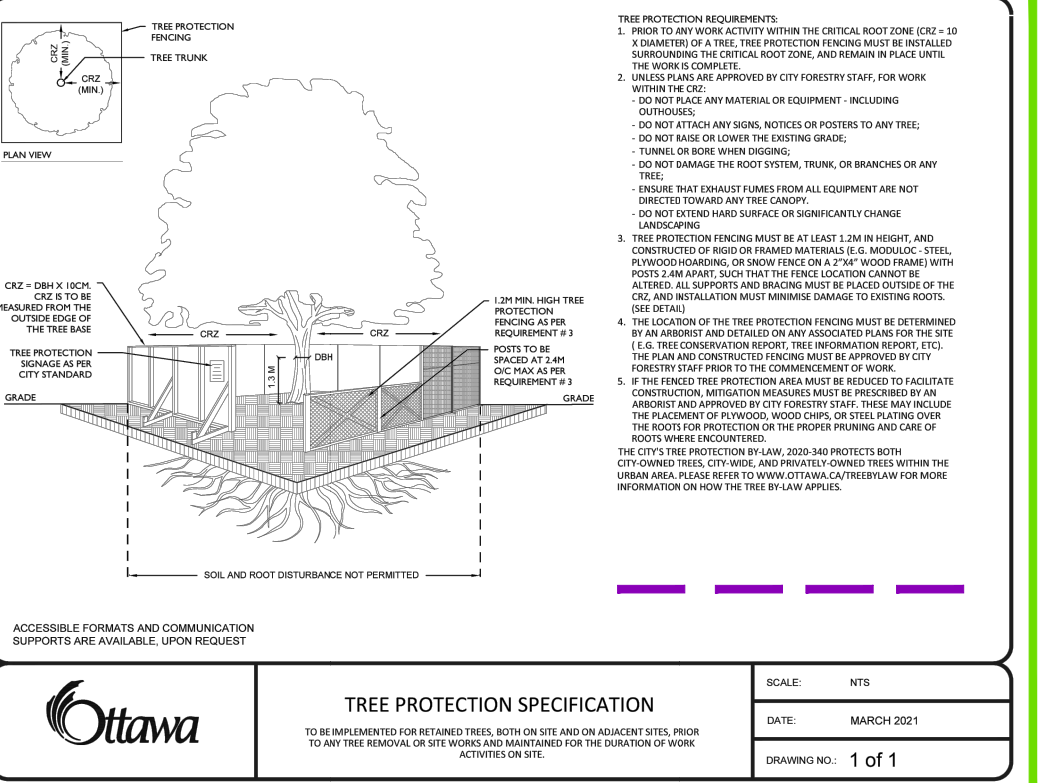 TREE PROTECTION
FENCING
TREE TRUNK
CRZ
(MIN.)
CRZ
(MIN.)
PLAN VIEW
CRZ = DBH X 10CM.
CRZ IS TO BE
MEASURED FROM THE
OUTSIDE EDGE OF
THE TREE BASE
TREE PROTECTION
SIGNAGE AS PER
CITY STANDARD
GRADE
CRZ
CRZ
DBH
1.3 M
1.2M MIN. HIGH TREE
PROTECTION
FENCING AS PER
REQUIREMENT # 3
POSTS TO BE
SPACED AT 2.4M
O/C MAX AS PER
REQUIREMENT # 3
GRADE
SOIL AND ROOT DISTURBANCE NOT PERMITTED
TREE PROTECTION REQUIREMENTS:
1. PRIOR TO ANY WORK ACTIVITY WITHIN THE CRITICAL ROOT ZONE (CRZ = 10
X DIAMETER) OF A TREE, TREE PROTECTION FENCING MUST BE INSTALLED
SURROUNDING THE CRITICAL ROOT ZONE, AND REMAIN IN PLACE UNTIL
THE WORK IS COMPLETE.
2. UNLESS PLANS ARE APPROVED BY CITY FORESTRY STAFF, FOR WORK
WITHIN THE CRZ:
- DO NOT PLACE ANY MATERIAL OR EQUIPMENT - INCLUDING
OUTHOUSES;
- DO NOT ATTACH ANY SIGNS, NOTICES OR POSTERS TO ANY TREE;
- DO NOT RAISE OR LOWER THE EXISTING GRADE;
- TUNNEL OR BORE WHEN DIGGING;
- DO NOT DAMAGE THE ROOT SYSTEM, TRUNK, OR BRANCHES OR ANY
TREE;
- ENSURE THAT EXHAUST FUMES FROM ALL EQUIPMENT ARE NOT
DIRECTED TOWARD ANY TREE CANOPY.
- DO NOT EXTEND HARD SURFACE OR SIGNIFICANTLY CHANGE
LANDSCAPING
3. TREE PROTECTION FENCING MUST BE AT LEAST 1.2M IN HEIGHT, AND
CONSTRUCTED OF RIGID OR FRAMED MATERIALS (E.G. MODULOC - STEEL,
PLYWOOD HOARDING, OR SNOW FENCE ON A 2"X4" WOOD FRAME) WITH
POSTS 2.4M APART, SUCH THAT THE FENCE LOCATION CANNOT BE
ALTERED. ALL SUPPORTS AND BRACING MUST BE PLACED OUTSIDE OF THE
CRZ, AND INSTALLATION MUST MINIMISE DAMAGE TO EXISTING ROOTS.
(SEE DETAIL)
4. THE LOCATION OF THE TREE PROTECTION FENCING MUST BE DETERMINED
BY AN ARBORIST AND DETAILED ON ANY ASSOCIATED PLANS FOR THE SITE
( E.G. TREE CONSERVATION REPORT, TREE INFORMATION REPORT, ETC).
THE PLAN AND CONSTRUCTED FENCING MUST BE APPROVED BY CITY
FORESTRY STAFF PRIOR TO THE COMMENCEMENT OF WORK.
5. IF THE FENCED TREE PROTECTION AREA MUST BE REDUCED TO FACILITATE
CONSTRUCTION, MITIGATION MEASURES MUST BE PRESCRIBED BY AN
ARBORIST AND APPROVED BY CITY FORESTRY STAFF. THESE MAY INCLUDE
THE PLACEMENT OF PLYWOOD, WOOD CHIPS, OR STEEL PLATING OVER
THE ROOTS FOR PROTECTION OR THE PROPER PRUNING AND CARE OF
ROOTS WHERE ENCOUNTERED.
THE CITY'S TREE PROTECTION BY-LAW, 2020-340 PROTECTS BOTH
CITY-OWNED TREES, CITY-WIDE, AND PRIVATELY-OWNED TREES WITHIN THE
URBAN AREA. PLEASE REFER TO WWW.OTTAWA.CA/TREEBYLAW FOR MORE
INFORMATION ON HOW THE TREE BY-LAW APPLIES.
ACCESSIBLE FORMATS AND COMMUNICATION
SUPPORTS ARE AVAILABLE, UPON REQUEST
Ottawa
TREE PROTECTION SPECIFICATION
TO BE IMPLEMENTED FOR RETAINED TREES, BOTH ON SITE AND ON ADJACENT SITES, PRIOR
TO ANY TREE REMOVAL OR SITE WORKS AND MAINTAINED FOR THE DURATION OF WORK
ACTIVITIES ON SITE.
SCALE: NTS
DATE: MARCH 2021
DRAWING NO.: 1 of 1